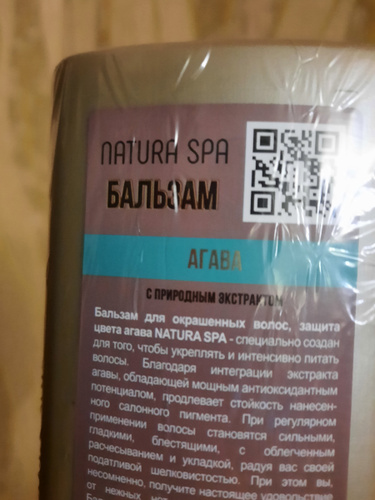 NATURA SPA
БАЛЬЗАМ
АГАВА
С ПРИРОДНЫМ ЭКСТРАКТОМ
Бальзам для окрашенных волос, защита
цвета агава NATURA SPA - специально создан
для того, чтобы укреплять и интенсивно питать
волосы. Благодаря интеграции экстракта
агавы, обладающей мощным антиоксидантным
потенциалом, продлевает стойкость нанесен-
ного салонного пигмента. При регулярном
применении волосы становятся сильными,
гладкими, блестящими, с облегченным
расчесыванием и укладкой, радуя вас своей
податливой шелковистостью. При этом вы,
несомненно, получите настоящее удовольствие
от нежных